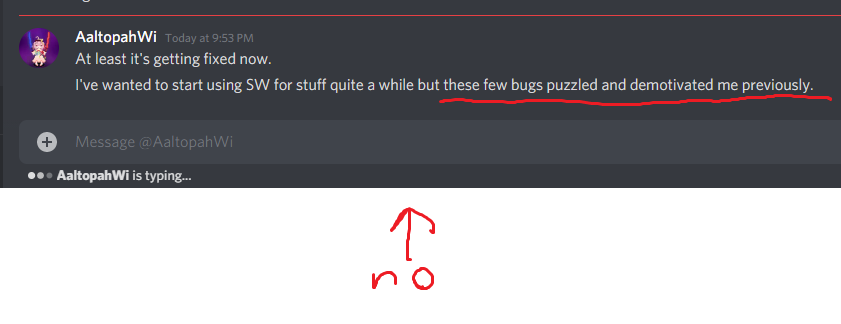 AaltopahWi Today at 9:53 PM
At least it's getting fixed now.
I've wanted to start using SW for stuff quite a while but these few bugs puzzled and demotivated me previously.
Message @AaltopahWi
AaltopahWi is typing...
no